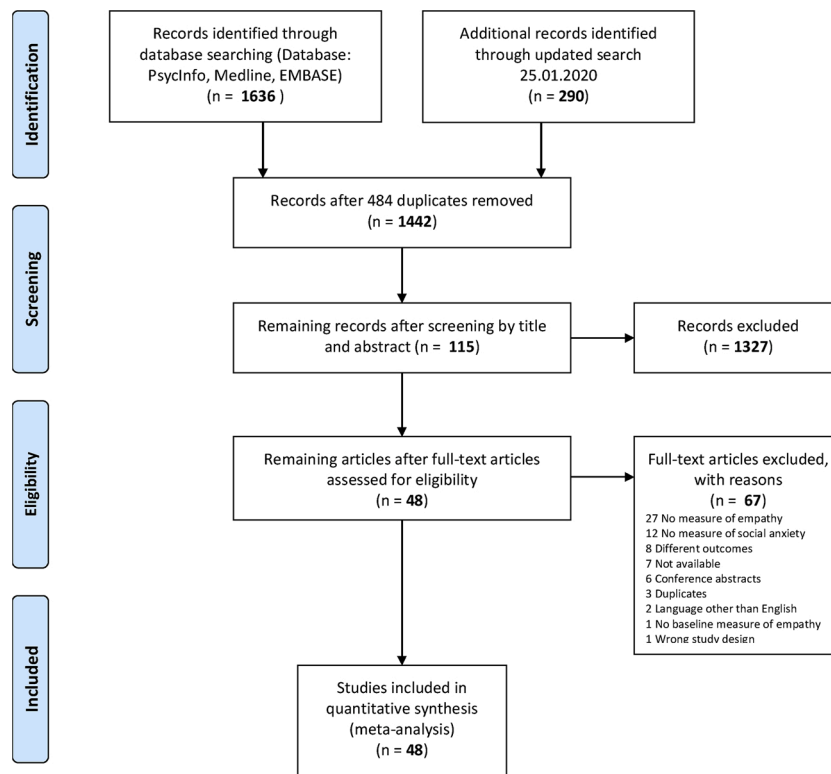 Identification
Records identified through
database searching (Database:
PsycInfo, Medline, EMBASE)
(n = 1636 )
Additional records identified
through updated search
25.01.2020
(n = 290)
Records after 484 duplicates removed
(n = 1442)
Screening
Remaining records after screening by title
and abstract (n = 115)
Records excluded
(n = 1327)
Eligibility
Remaining articles after full-text articles
assessed for eligibility
(n = 48)
Full-text articles excluded,
with reasons
(n = 67)
27 No measure of empathy
12 No measure of social anxiety
8 Different outcomes
7 Not available
6 Conference abstracts
3 Duplicates
2 Language other than English
1 No baseline measure of empathy
1 Wrong study design
Included
Studies included in
quantitative synthesis
(meta-analysis)
(n = 48)